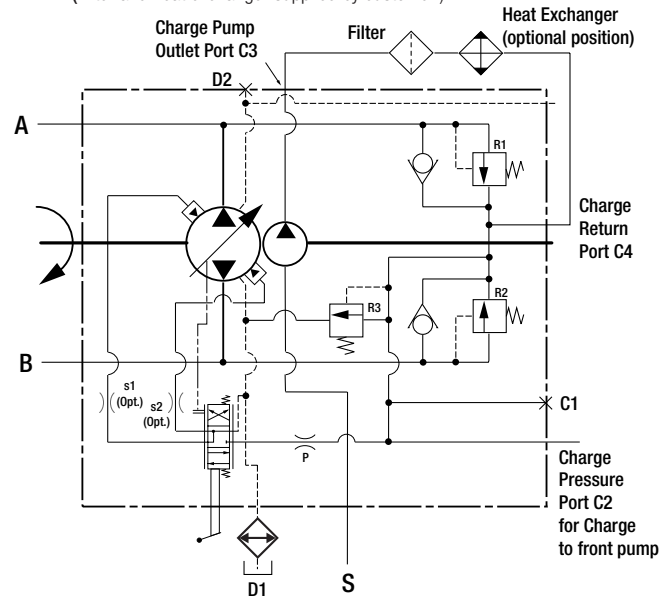 Charge Pump
Outlet Port C3
Filter
Heat Exchanger
(optional position)
D2
A
R1
Charge
Return
Port C4
R3
R2
B
s1
(Opt.)
s2
(Opt.)
C1
P
Charge
Pressure
Port C2
for Charge
to front pump
D1
S